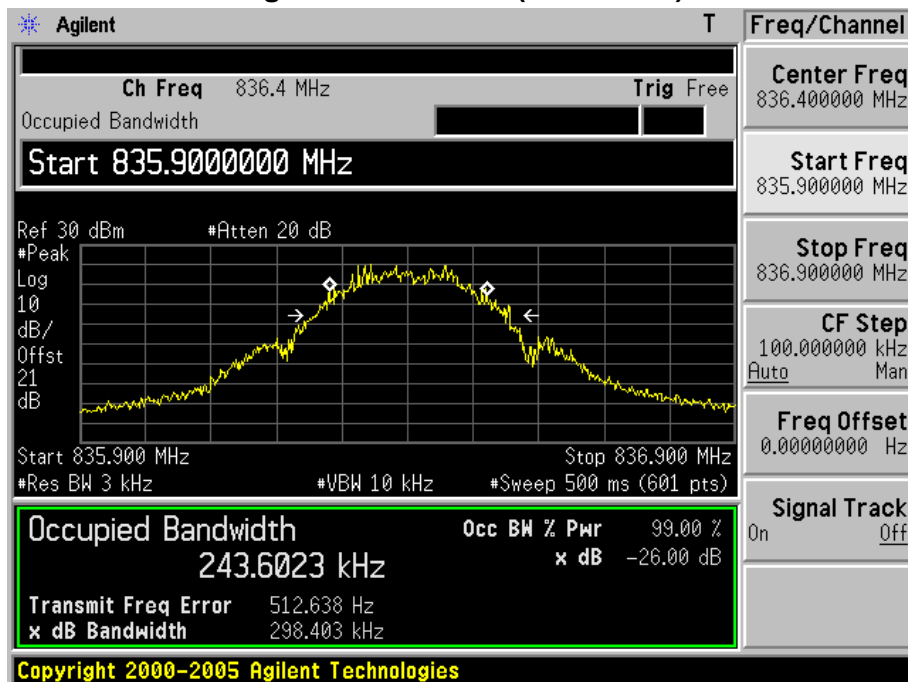 Agilent T Freq/Channel
Ch Freq 836.4 MHz Trig Free
Occupied Bandwidth
Start 835.9000000 MHz
Ref 30 dBm #Atten 20 dB
#Peak
Log
10
dB/
Offst
21
dB
Start 835.900 MHz Stop 836.900 MHz
#Res BW 3 kHz #VBW 10 kHz #Sweep 500 ms (601 pts)
Occupied Bandwidth Occ BW % Pwr 99.00 %
243.6023 kHz x dB -26.00 dB
Transmit Freq Error 512.638 Hz
x dB Bandwidth 298.403 kHz
Center Freq
836.400000 MHz
Start Freq
835.900000 MHz
Stop Freq
836.900000 MHz
CF Step
100.000000 kHz
Auto Man
Freq Offset
0.00000000 Hz
Signal Track
On Off
Copyright 2000-2005 Agilent Technologies